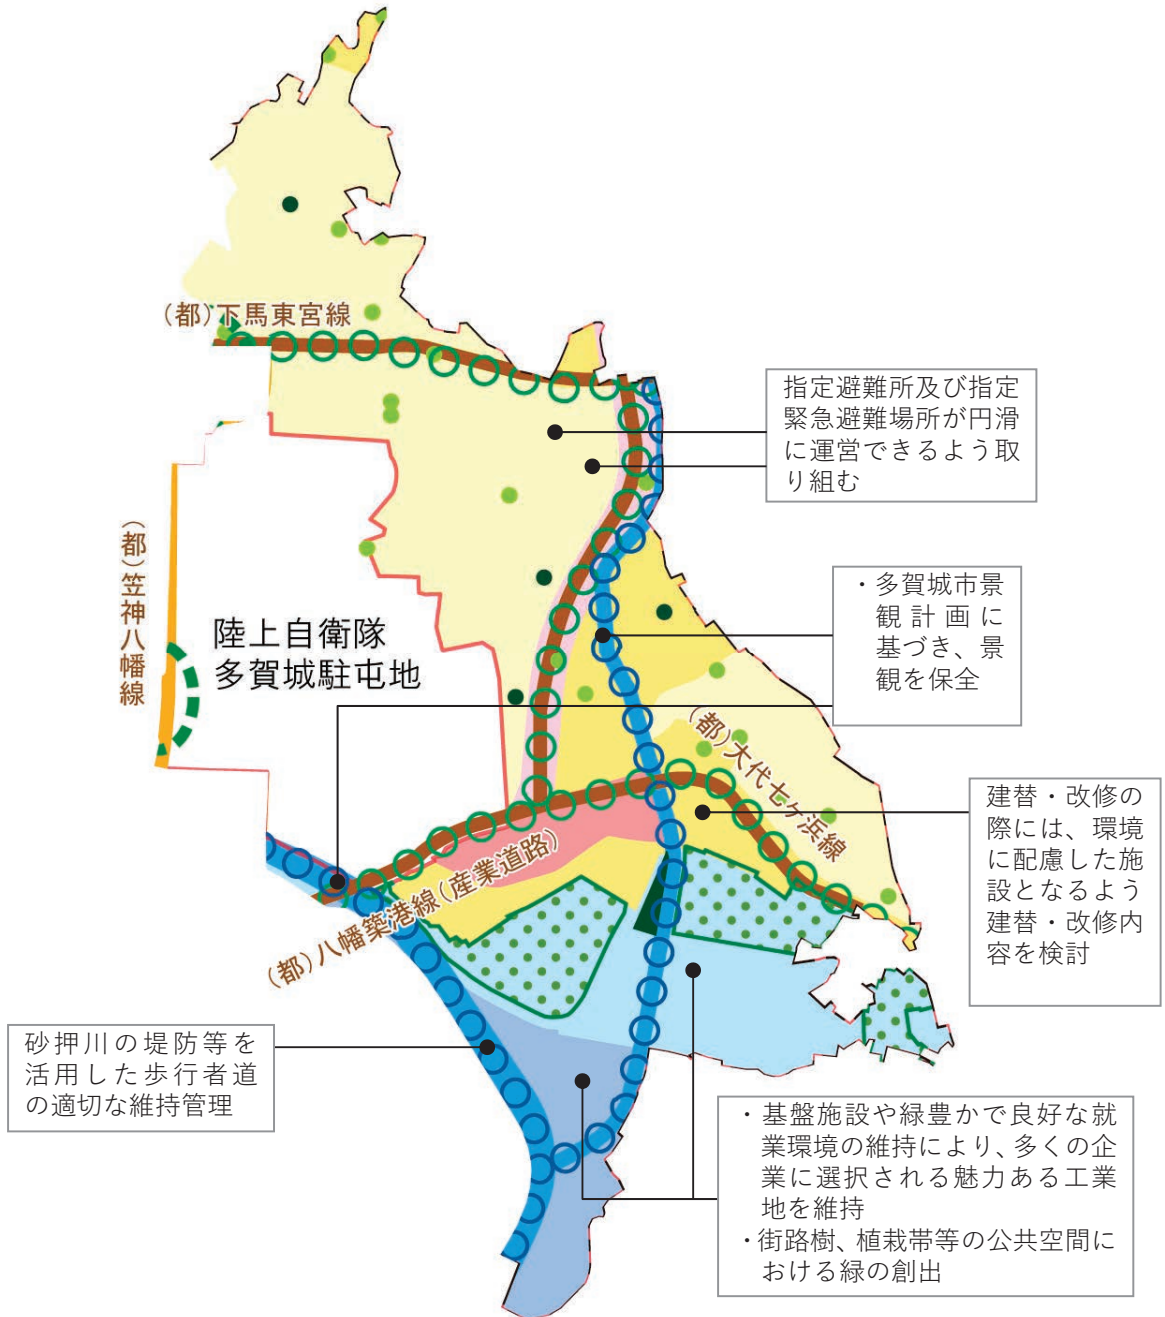 (都)下馬東宮線
指定避難所及び指定
緊急避難場所が円滑
に運営できるよう取
り組む
(都)笠神八幡線
・多賀城市景
観計画に
基づき、景
観を保全
陸上自衛隊
多賀城駐屯地
(都)大代七ヶ浜線
建替・改修の
際には、環境
に配慮した施
設となるよう
建替・改修内
容を検討
(都)八幡築港線(産業道路)
砂押川の堤防等を
活用した歩行者道
の適切な維持管理
・基盤施設や緑豊かで良好な就
業環境の維持により、多くの企
業に選択される魅力ある工業
地を維持
・街路樹、植栽帯等の公共空間に
おける緑の創出